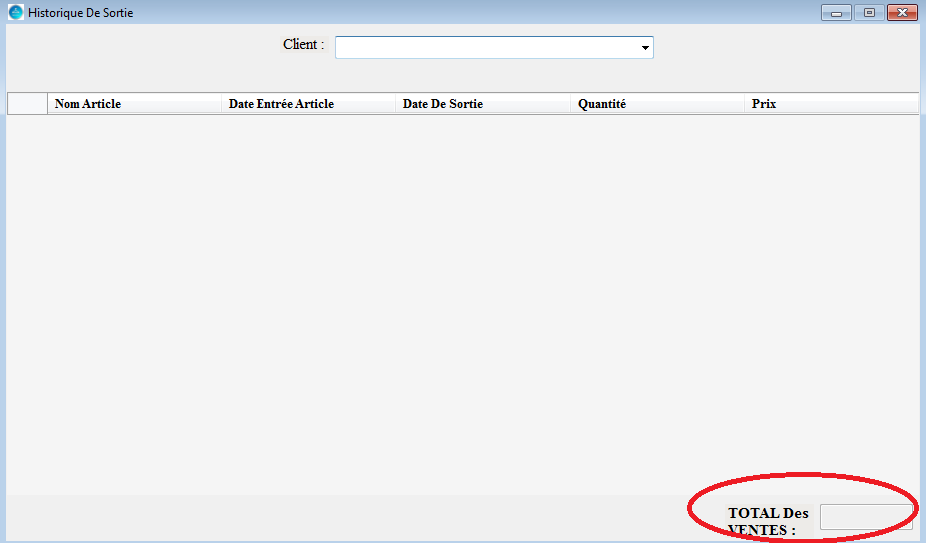 Historique De Sortie
Client :
Nom Article Date Entrée Article Date De Sortie Quantité Prix
TOTAL Des
VENTES :